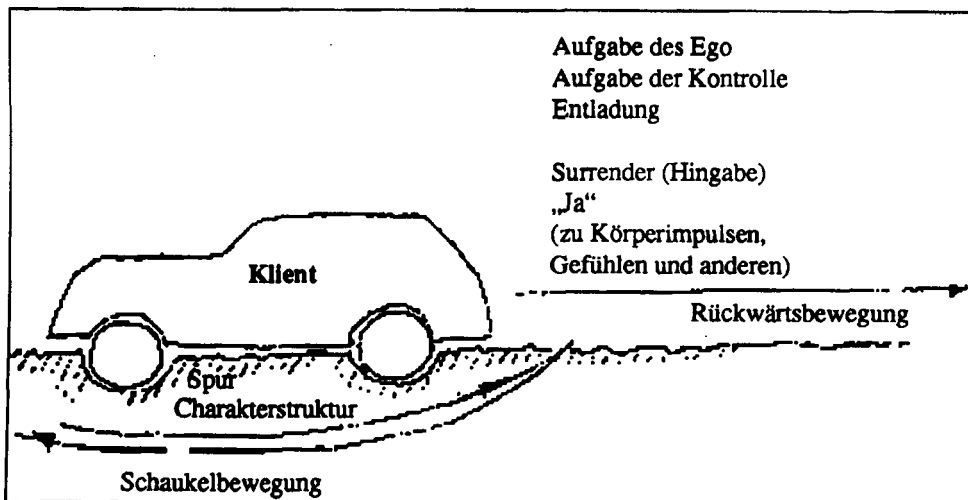 Aufgabe des Ego
Aufgabe der Kontrolle
Entladung
Surrender (Hingabe)
„Ja“
(zu Körperimpulsen,
Gefühlen und anderen)
Klient
Rückwärtsbewegung
Spur
Charakterstruktur
Schaukelbewegung